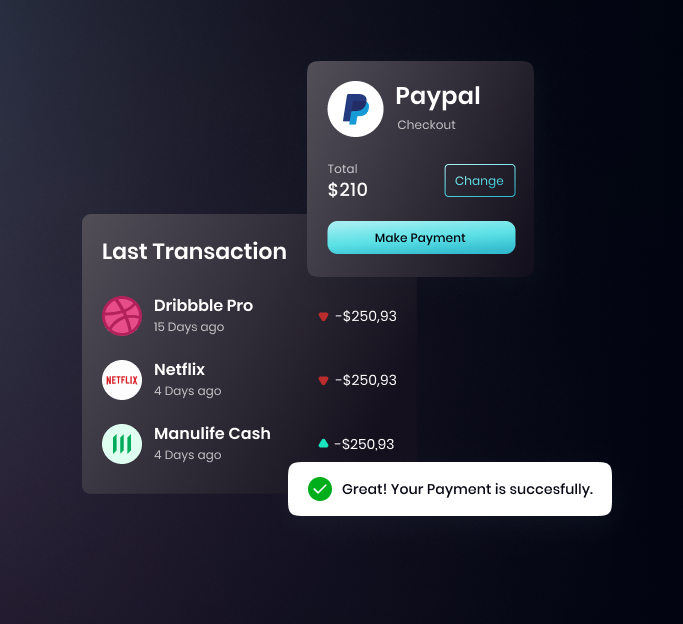 Paypal
Checkout
Total
$210
Change
Make Payment
Last Transaction
Dribbble Pro
15 Days ago
-$250,93
Netflix
4 Days ago
-$250,93
NETFLIX
Manulife Cash
4 Days ago
-$250,93
Great! Your Payment is succesfully.